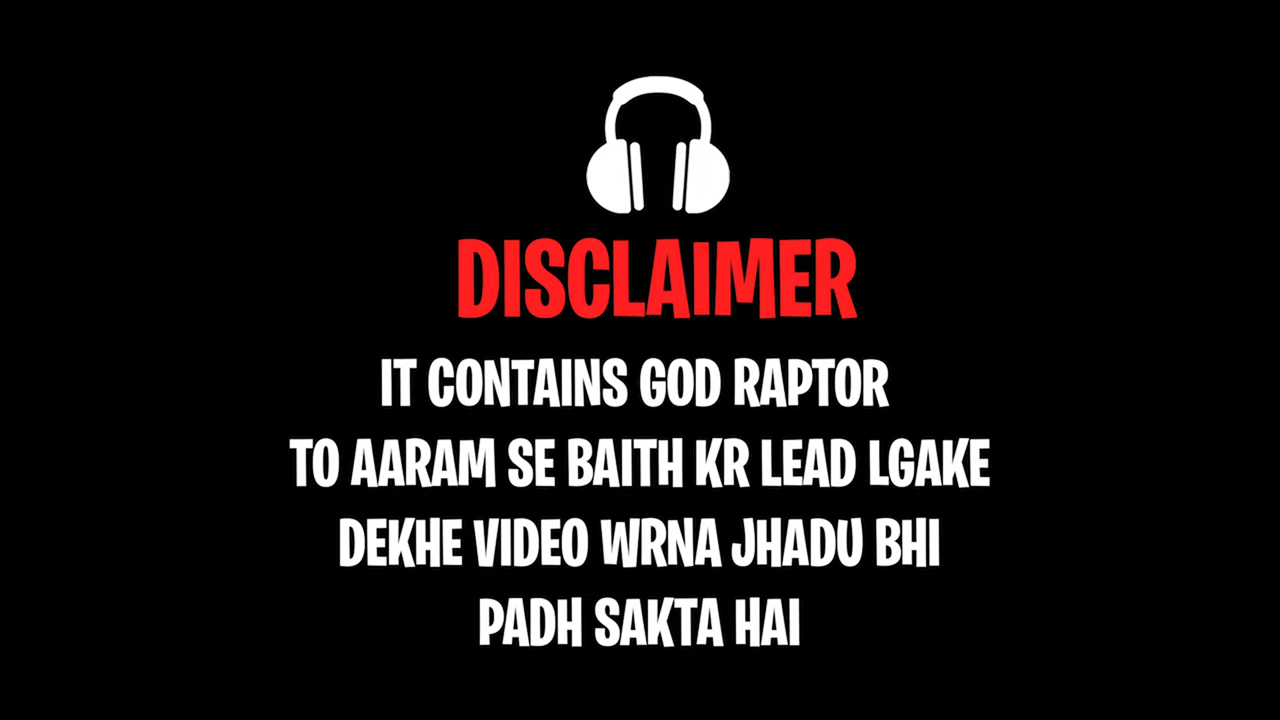 DISCLAIMER
IT CONTAINS GOD RAPTOR
TO AARAM SE BAITH KR LEAD LGAKE
DEKHE VIDEO WRNA JHADU BHI
PADH SAKTA HAI